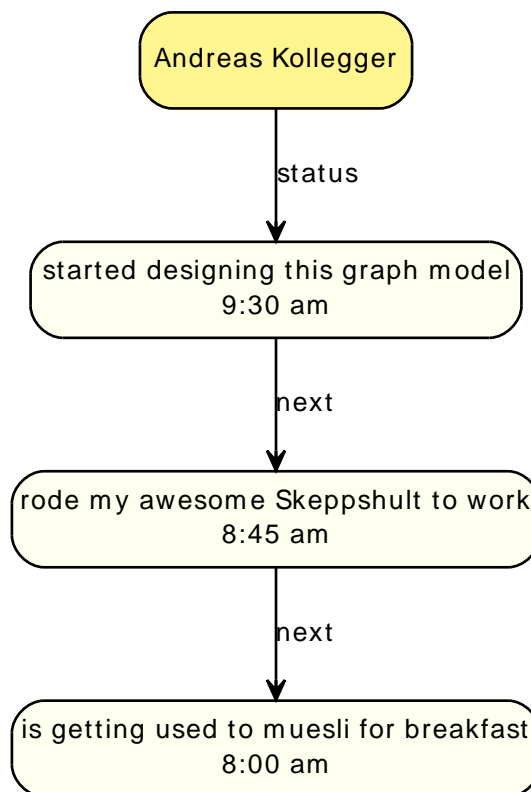 Andreas Kollegger
status
started designing this graph model
9:30 am
next
rode my awesome Skeppshult to work
8:45 am
next
is getting used to muesli for breakfast
8:00 am